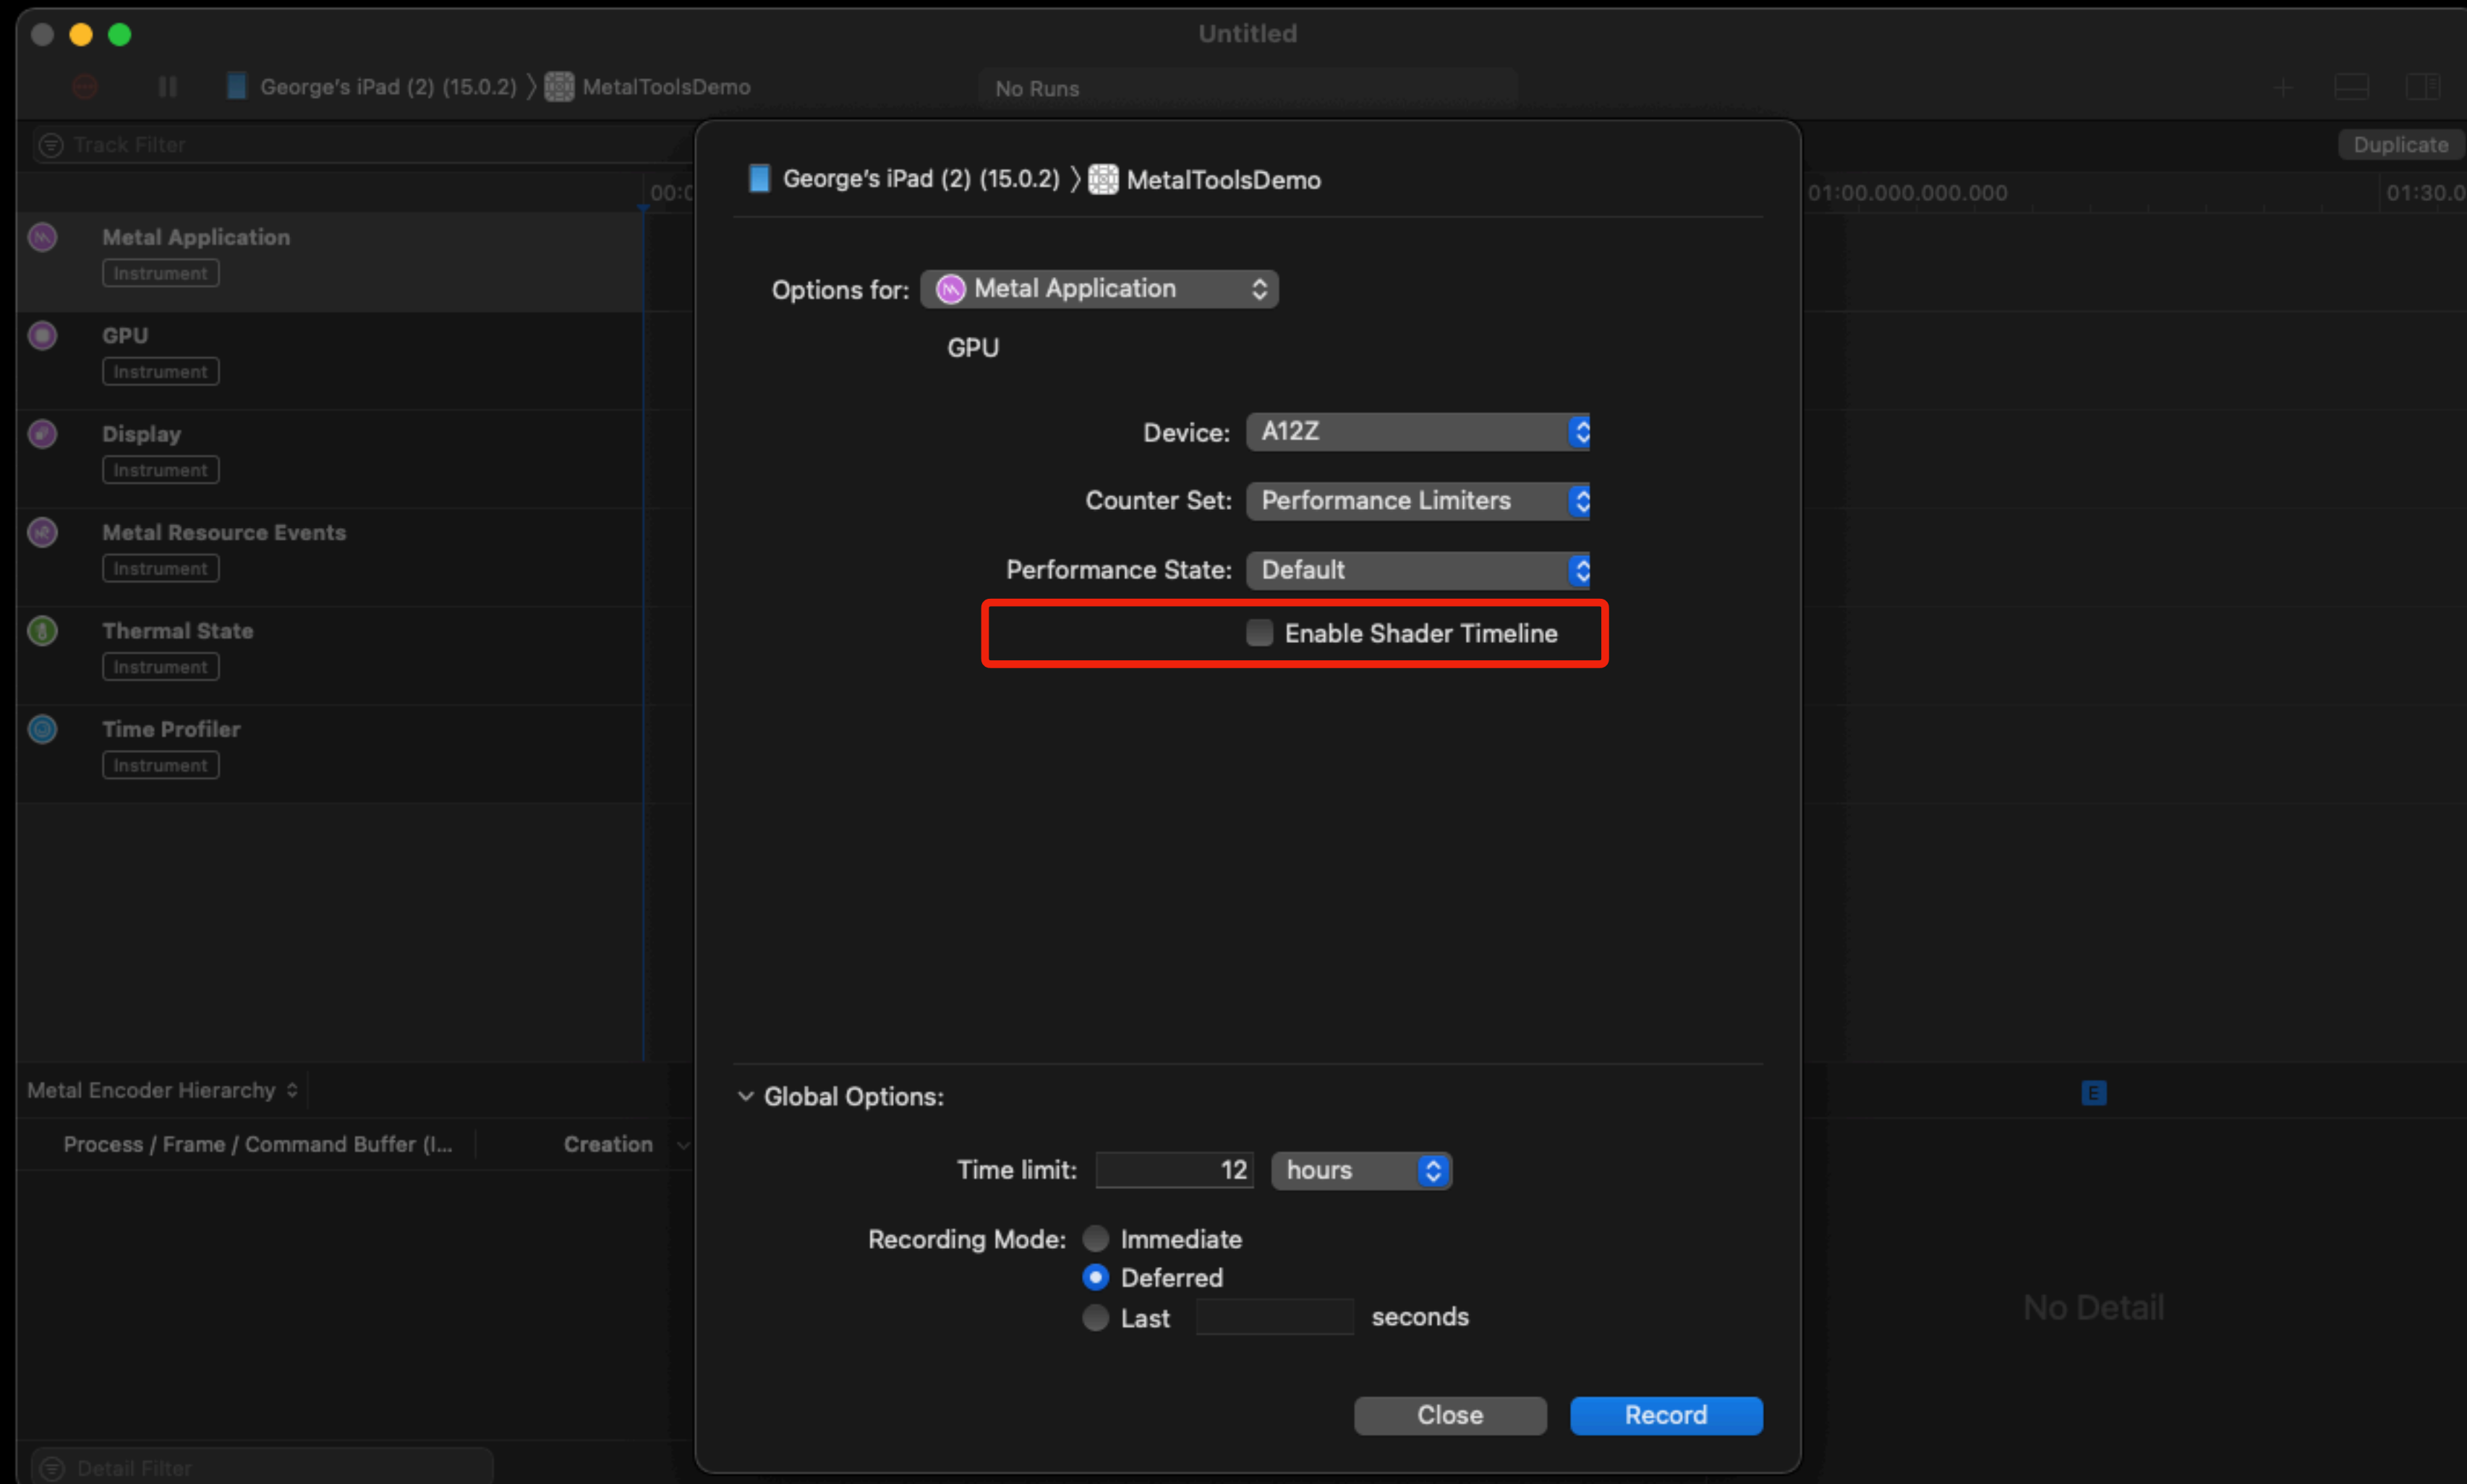 Untitled
George's iPad (2) (15.0.2) 〉 MetalToolsDemo
No Runs
Track Filter
Duplicate
00:0
01:00.000.000.000
01:30.0
Metal Application
Instrument
GPU
Instrument
Display
Instrument
Metal Resource Events
Instrument
Thermal State
Instrument
Time Profiler
Instrument
George's iPad (2) (15.0.2) 〉 MetalToolsDemo
Options for: Metal Application
GPU
Device: A12Z
Counter Set: Performance Limiters
Performance State: Default
Enable Shader Timeline
Global Options:
Time limit: 12 hours
Recording Mode: Immediate
Deferred
Last seconds
Close Record
Metal Encoder Hierarchy
E
Process / Frame / Command Buffer (I...
Creation
No Detail
Detail Filter